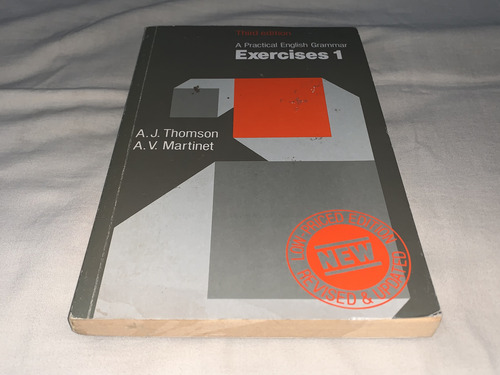 Third edition
A Practical English Grammar
Exercises 1
A.J. Thomson
A.V. Martinet
LOW-PRICED EDITION
NEW
REVISED & UPDATED